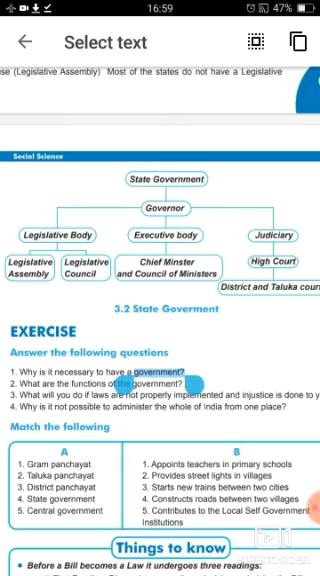 16:59
47%
Select text
se (Legislative Assembly) Most of the states do not have a Legislative
Social Science
State Government
Governor
Legislative Body Executive body Judiciary
Legislative Assembly
Legislative Council
Chief Minster and Council of Ministers
High Court
District and Taluka court
3.2 State Goverment
EXERCISE
Answer the following questions
1. Why is it necessary to have a government?
2. What are the functions of the government?
3. What will you do if laws are not properly implemented and injustice is done to y
4. Why is it not possible to administer the whole of India from one place?
Match the following
A B
1. Gram panchayat 1. Appoints teachers in primary schools
2. Taluka panchayat 2. Provides street lights in villages
3. District panchayat 3. Starts new trains between two cities
4. State government 4. Constructs roads between two villages
5. Central government 5. Contributes to the Local Self Government
Institutions
Things to know
• Before a Bill becomes a Law it undergoes three readings: